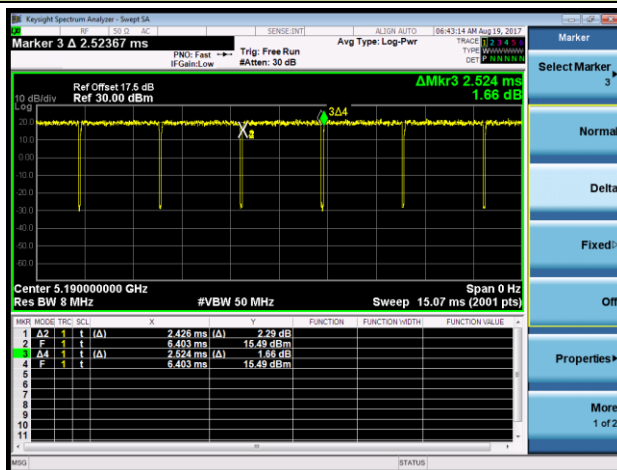 Keysight Spectrum Analyzer - Swept SA
RF 50 Ω AC SENSE:INT ALIGN AUTO 06:43:14 AM Aug 19, 2017
Marker 3 Δ 2.52367 ms
PNO: Fast
IFGain:Low
Trig: Free Run
#Atten: 30 dB
Avg Type: Log-Pwr
TRACE 1 2 3 4 5 6
TYPE WWWWWW
DET P N N N N N
Ref Offset 17.5 dB
10 dB/div Ref 30.00 dBm
ΔMkr3 2.524 ms
1.66 dB
Log
20.0
10.0
0.00
-10.0
-20.0
-30.0
-40.0
-50.0
-60.0
X2
3Δ4
Center 5.190000000 GHz
Span 0 Hz
Res BW 8 MHz #VBW 50 MHz Sweep 15.07 ms (2001 pts)
MKR MODE TRC SCL X Y FUNCTION FUNCTION WIDTH FUNCTION VALUE
1 Δ2 1 t (Δ) 2.426 ms (Δ) 2.29 dB
2 F 1 t 6.403 ms 15.49 dBm
3 Δ4 1 t (Δ) 2.524 ms (Δ) 1.66 dB
4 F 1 t 6.403 ms 15.49 dBm
5
6
7
8
9
10
11
MSG STATUS
Marker
Select Marker
3
Normal
Delta
Fixed
Off
Properties
More
1 of 2